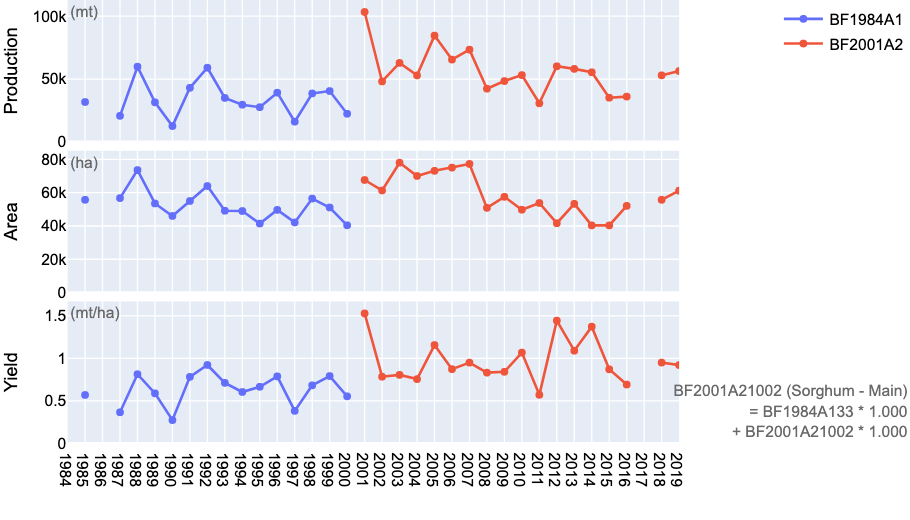 Production
(mt)
100k
50k
0
BF1984A1
BF2001A2
Area
(ha)
80k
60k
40k
20k
0
Yield
(mt/ha)
1.5
1
0.5
0
BF2001A21002 (Sorghum - Main)
= BF1984A133 * 1.000
+ BF2001A21002 * 1.000
1984
1985
1986
1987
1988
1989
1990
1991
1992
1993
1994
1995
1996
1997
1998
1999
2000
2001
2002
2003
2004
2005
2006
2007
2008
2009
2010
2011
2012
2013
2014
2015
2016
2017
2018
2019